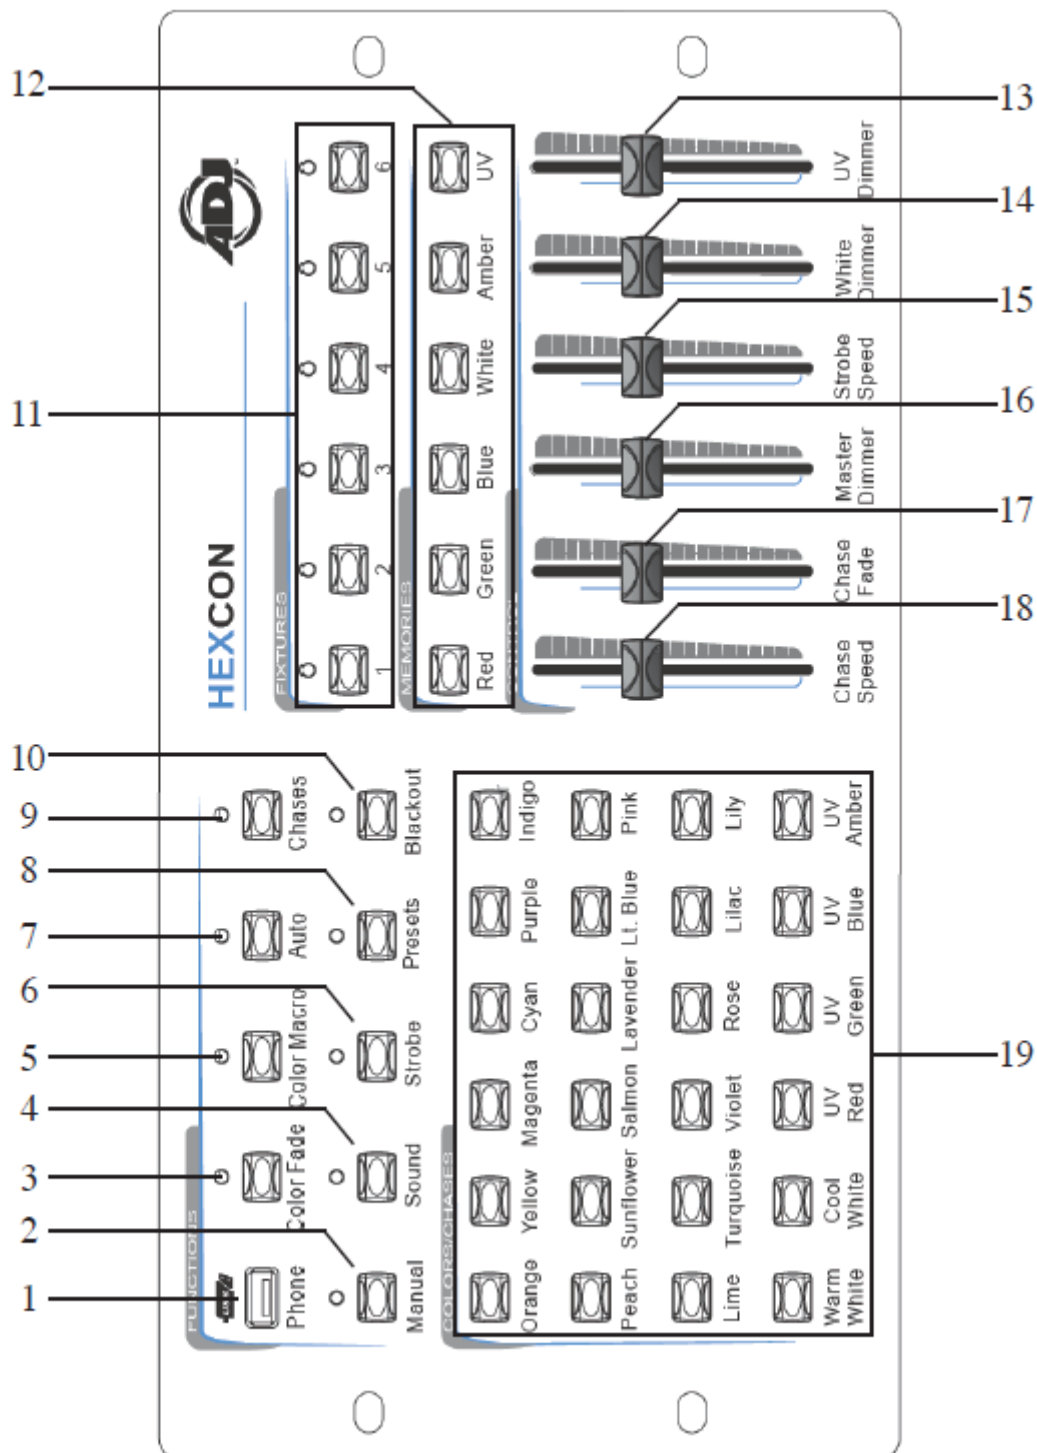 12
11
10
9
8
7
6
5
4
3
2
1
13
14
15
16
17
18
19
ADJ
HEXCON
FUNCTIONS
Phone
Color Fade
Color Macro
Auto
Chases
Manual
Sound
Strobe
Presets
Blackout
FIXTURES
1
2
3
4
5
6
MEMORIES
Red
Green
Blue
White
Amber
UV
COLORS/CHASES
Orange
Yellow
Magenta
Cyan
Purple
Indigo
Peach
Sunflower
Salmon
Lavender
Lt. Blue
Pink
Lime
Turquoise
Violet
Rose
Lilac
Lily
Warm
White
Cool
White
UV
Red
UV
Green
UV
Blue
UV
Amber
Chase
Speed
Chase
Fade
Master
Dimmer
Strobe
Speed
White
Dimmer
UV
Dimmer